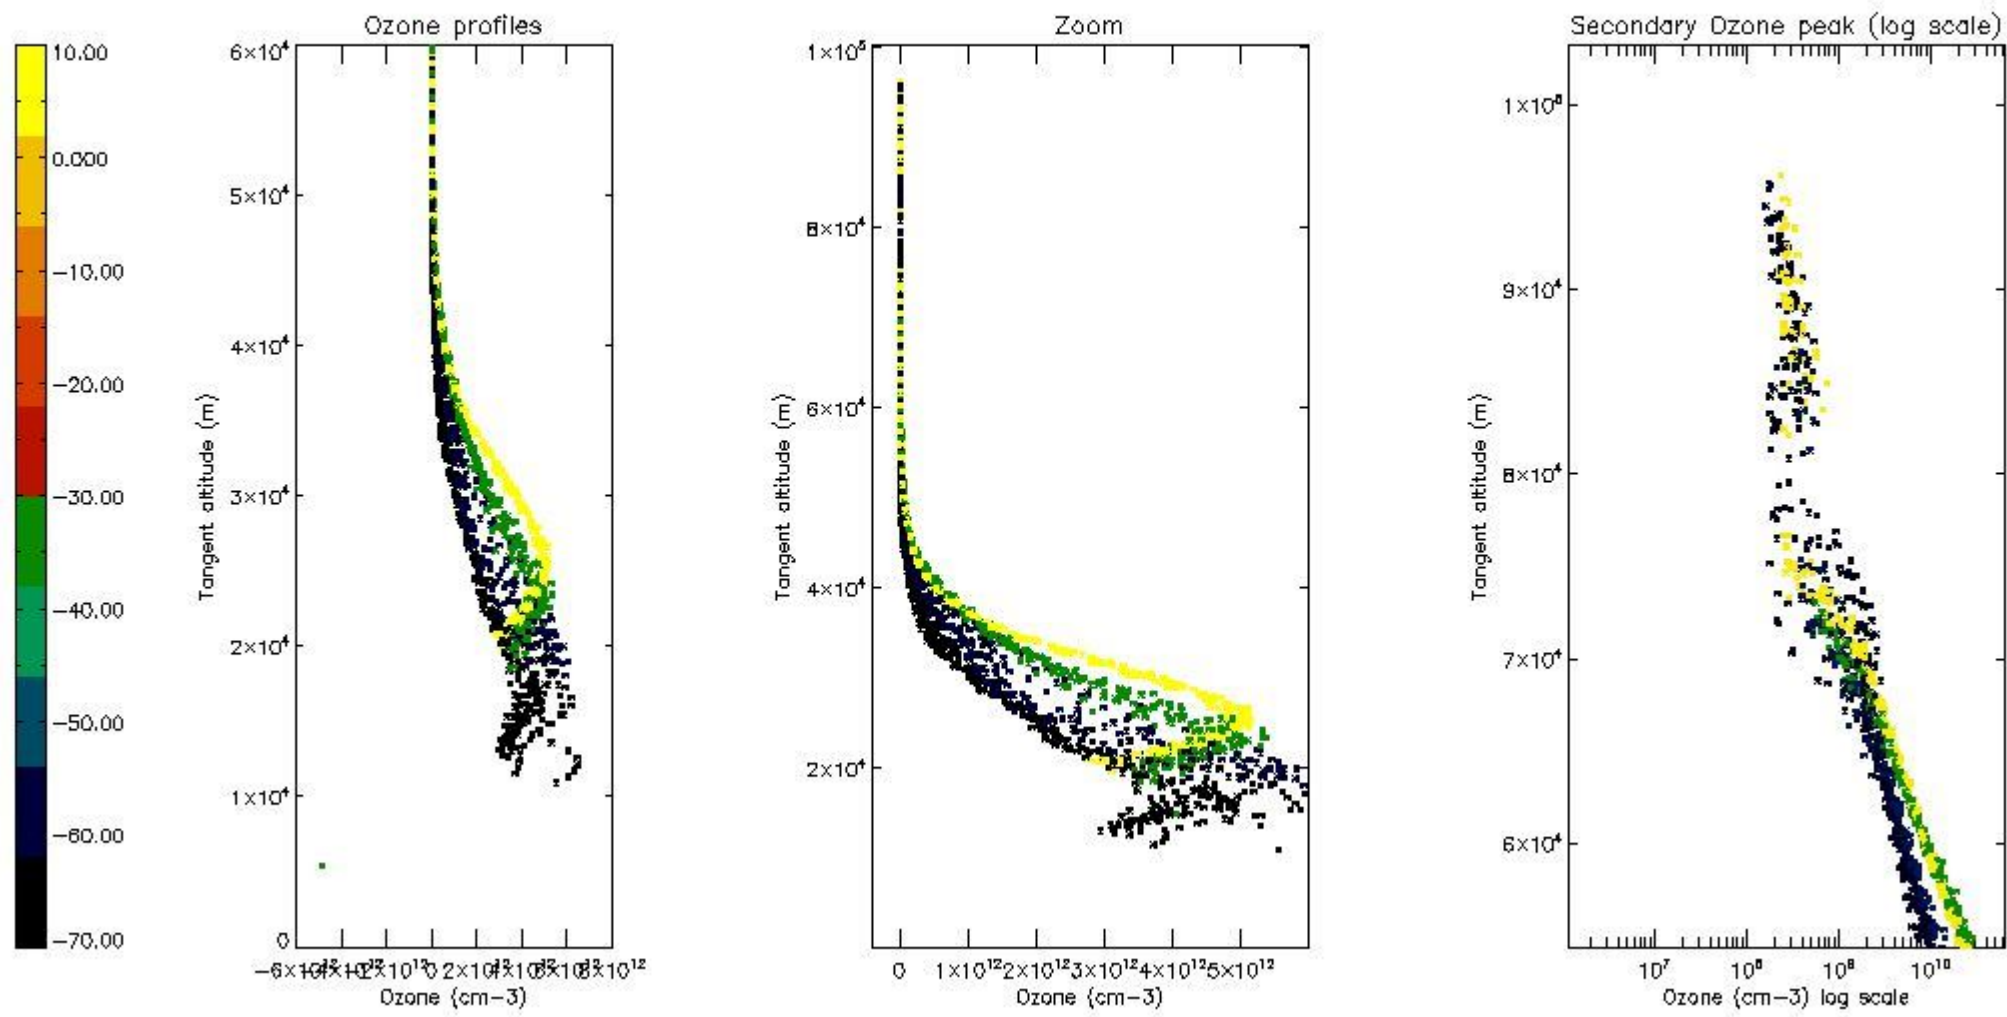 Ozone profiles
Zoom
Secondary Ozone peak (log scale)
10.00
0.000
−10.00
−20.00
−30.00
−40.00
−50.00
−60.00
−70.00
Tangent altitude (m)
6×10⁴
5×10⁴
4×10⁴
3×10⁴
2×10⁴
1×10⁴
0
0
8×10¹²
Ozone (cm−3)
Tangent altitude (m)
1×10⁵
8×10⁴
6×10⁴
4×10⁴
2×10⁴
0 1×10¹² 2×10¹² 3×10¹² 4×10¹² 5×10¹²
Ozone (cm−3)
Tangent altitude (m)
9×10⁴
8×10⁴
7×10⁴
6×10⁴
10⁷ 10⁸ 10⁹ 10¹⁰
Ozone (cm−3) log scale